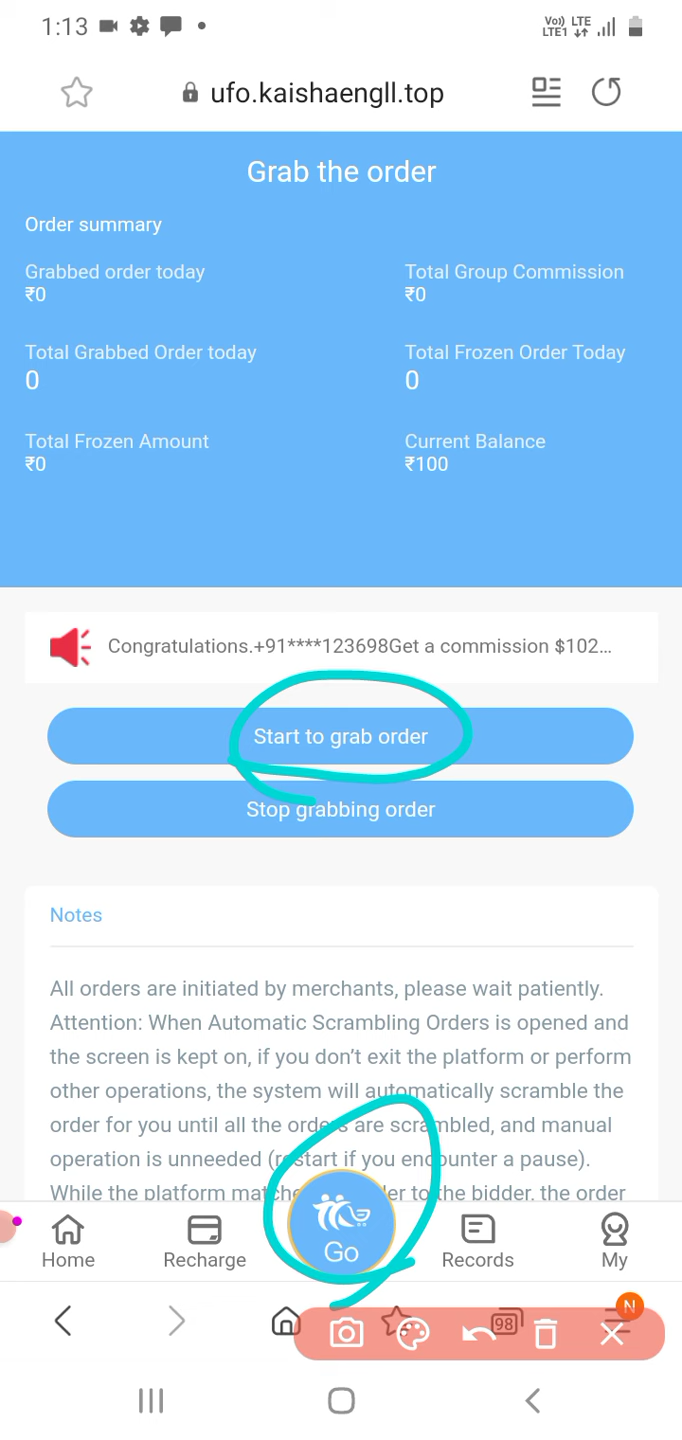 1:13
Vo)) LTE
LTE1
ufo.kaishaengll.top
Grab the order
Order summary
Grabbed order today
₹0
Total Group Commission
₹0
Total Grabbed Order today
0
Total Frozen Order Today
0
Total Frozen Amount
₹0
Current Balance
₹100
Congratulations.+91****123698Get a commission $102...
Start to grab order
Stop grabbing order
Notes
All orders are initiated by merchants, please wait patiently.
Attention: When Automatic Scrambling Orders is opened and
the screen is kept on, if you don't exit the platform or perform
other operations, the system will automatically scramble the
order for you until all the orders are scrambled, and manual
operation is unneeded (restart if you encounter a pause).
While the platform to the bidder, the order
Home
Recharge
Go
Records
My
N
98